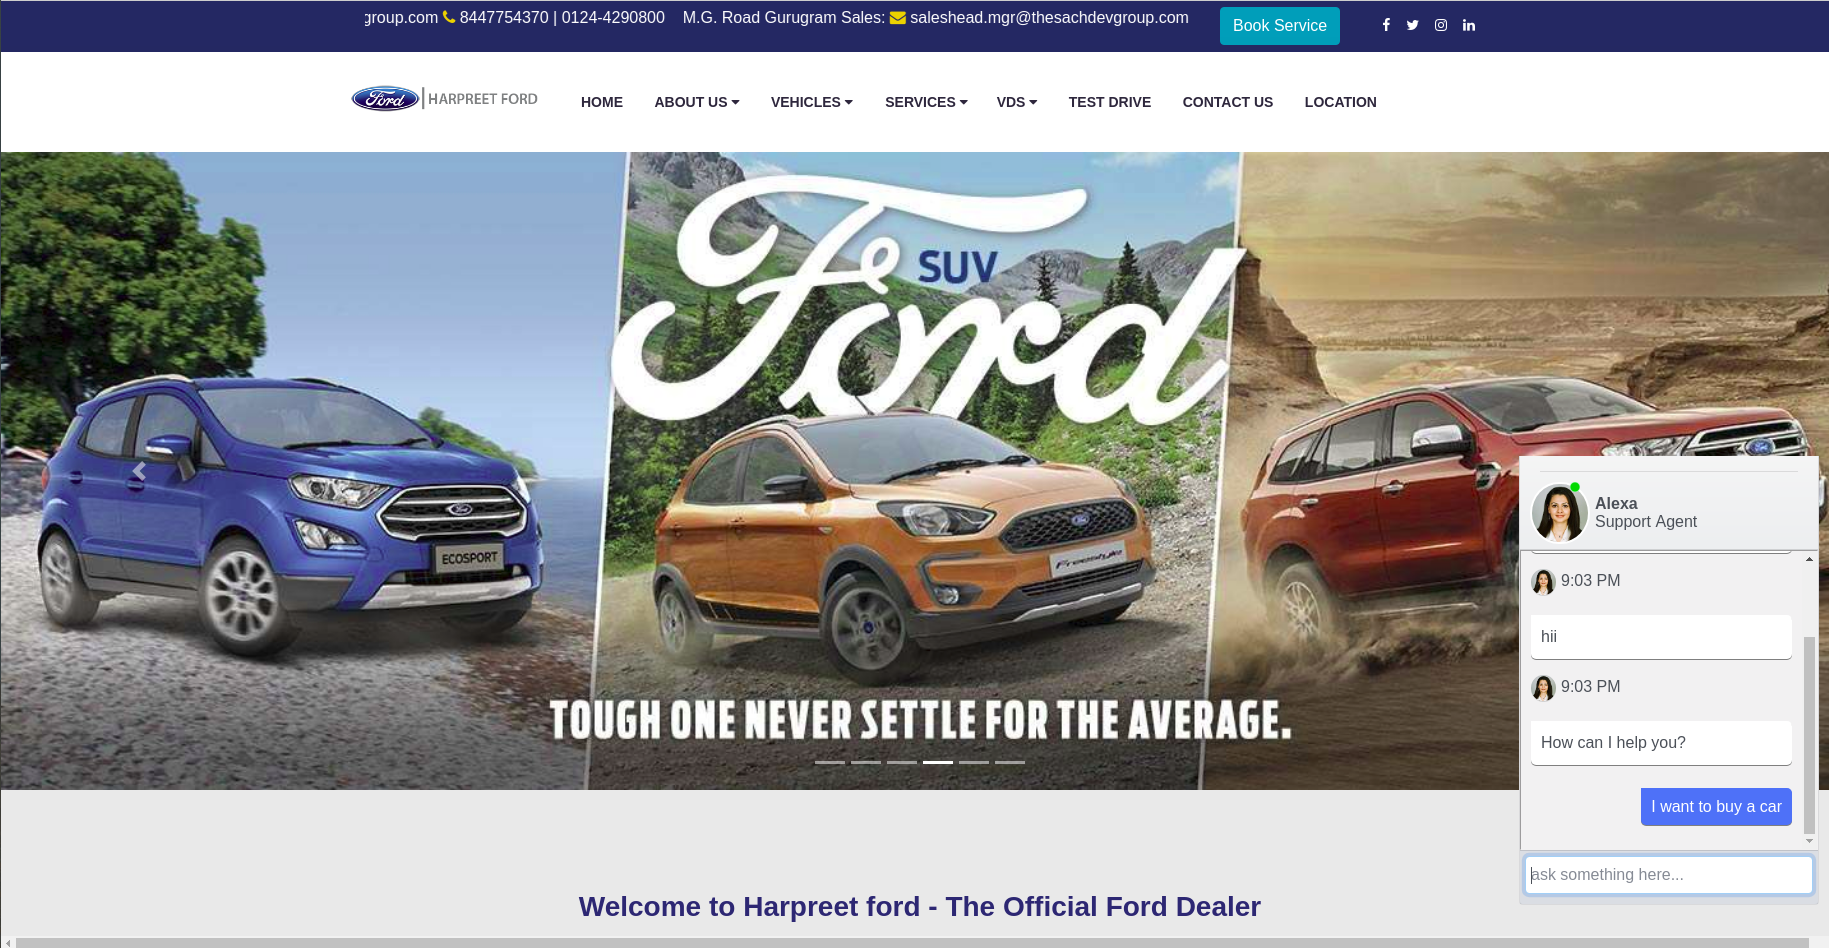 group.com 8447754370 | 0124-4290800 M.G. Road Gurugram Sales: saleshead.mgr@thesachdevgroup.com
Book Service
Ford HARPREET FORD
HOME ABOUT US VEHICLES SERVICES VDS TEST DRIVE CONTACT US LOCATION
SUV
Ford
Ford
ECOSPORT
Freestyle
TOUGH ONE NEVER SETTLE FOR THE AVERAGE.
Welcome to Harpreet ford - The Official Ford Dealer
Alexa
Support Agent
9:03 PM
hii
9:03 PM
How can I help you?
I want to buy a car
ask something here...